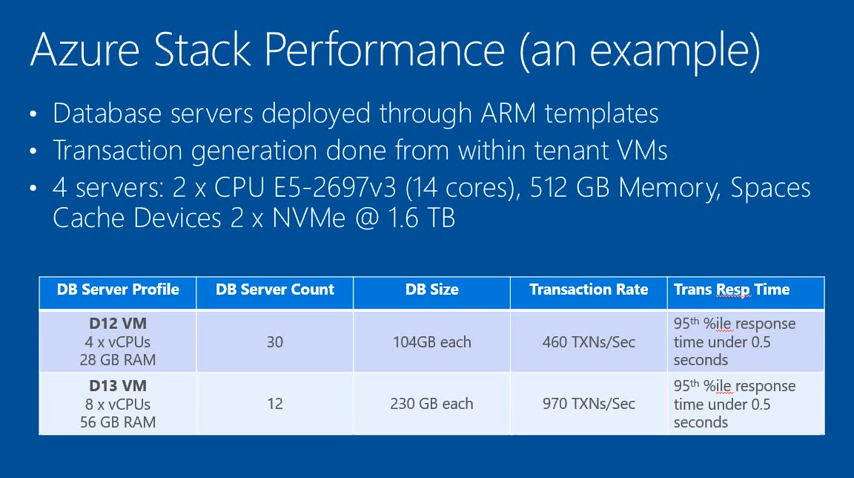 Azure Stack Performance (an example)
• Database servers deployed through ARM templates
• Transaction generation done from within tenant VMs
• 4 servers: 2 x CPU E5-2697v3 (14 cores), 512 GB Memory, Spaces
Cache Devices 2 x NVMe @ 1.6 TB
DB Server Profile DB Server Count DB Size Transaction Rate Trans Resp Time
D12 VM
4 x vCPUs
28 GB RAM
30
104GB each
460 TXNs/Sec
95th %ile response
time under 0.5
seconds
D13 VM
8 x vCPUs
56 GB RAM
12
230 GB each
970 TXNs/Sec
95th %ile response
time under 0.5
seconds